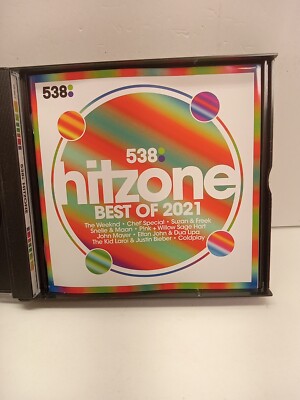 538
538
hitzone
BEST OF 2021
The Weeknd • Chef'Special • Suzan & Freek
Snelle & Maan • P!nk + Willow Sage Hart
John Mayer • Elton John & Dua Lipa
The Kid Laroi & Justin Bieber • Coldplay